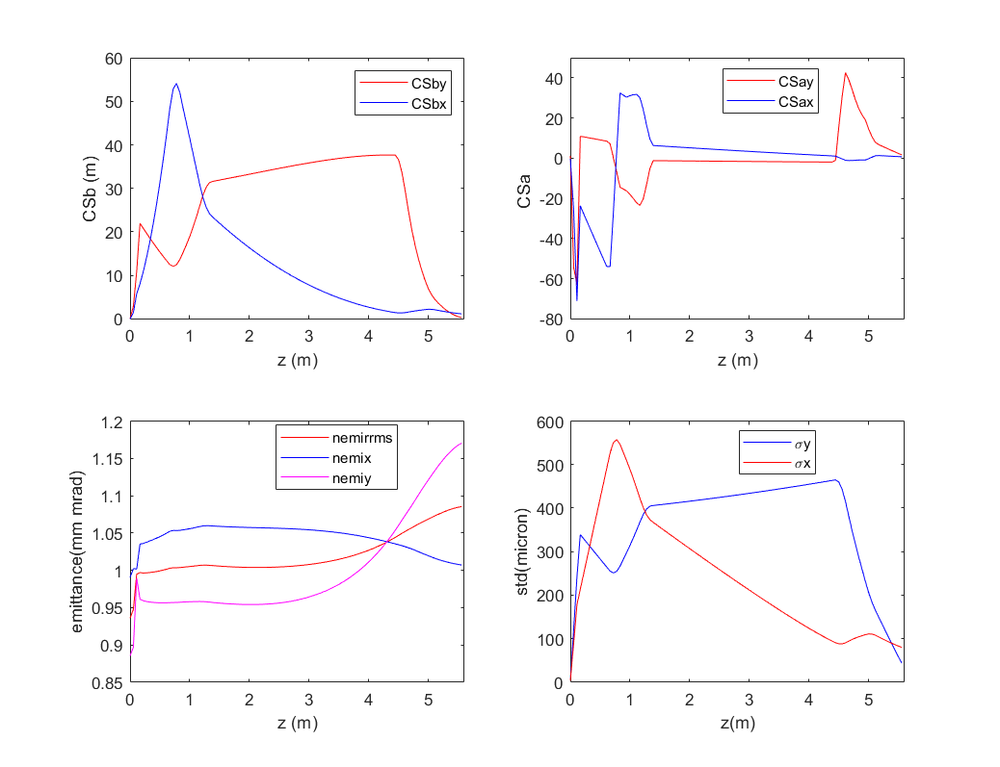 60
50
40
30
20
10
0
0 1 2 3 4 5
CSb (m)
z (m)
CSby
CSbx
40
20
0
-20
-40
-60
-80
0 1 2 3 4 5
CSa
z (m)
CSay
CSax
1.2
1.15
1.1
1.05
1
0.95
0.9
0.85
0 1 2 3 4 5
emittance(mm mrad)
z (m)
nemirrms
nemix
nemiy
600
500
400
300
200
100
0
0 1 2 3 4 5
std(micron)
z(m)
σy
σx